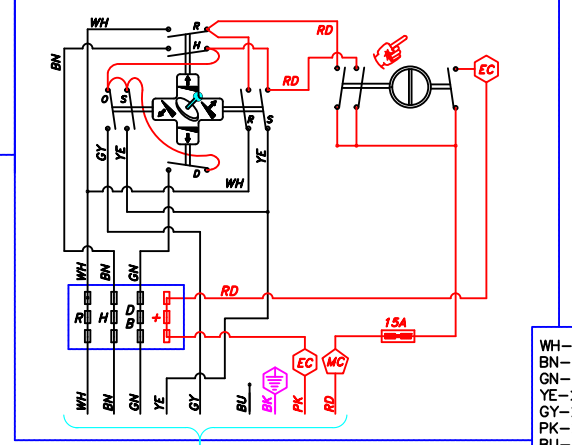 WH
R
RD
H
BN
RD
EC
O S
R S
GY
YE
YE
D
WH
WH
BN
GN
RD
R H D B +
15A
EC
MC
WH
BN
GN
YE
GY
BU
BK
PK
RD
WH-
BN-
GN-
YE-
GY-
PK-
BU-